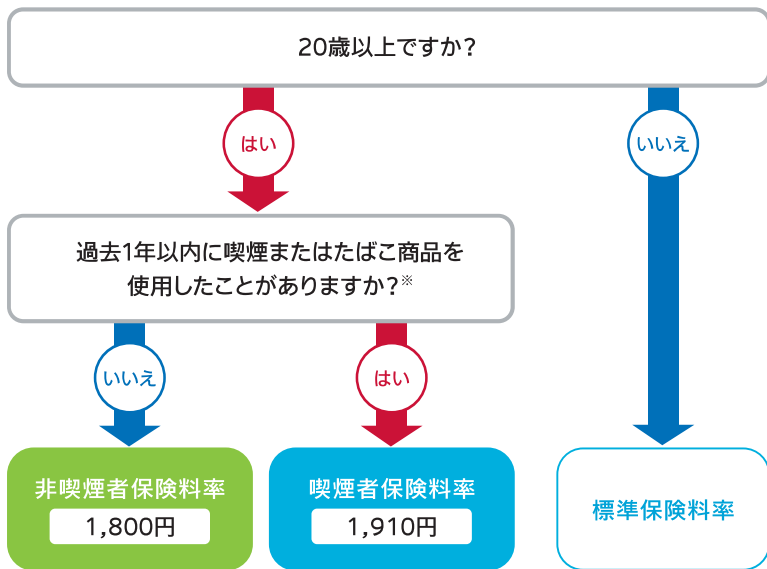 20歳以上ですか？
はい
いいえ
過去1年以内に喫煙またはたばこ商品を
使用したことがありますか？※
いいえ
はい
非喫煙者保険料率
1,800円
喫煙者保険料率
1,910円
標準保険料率